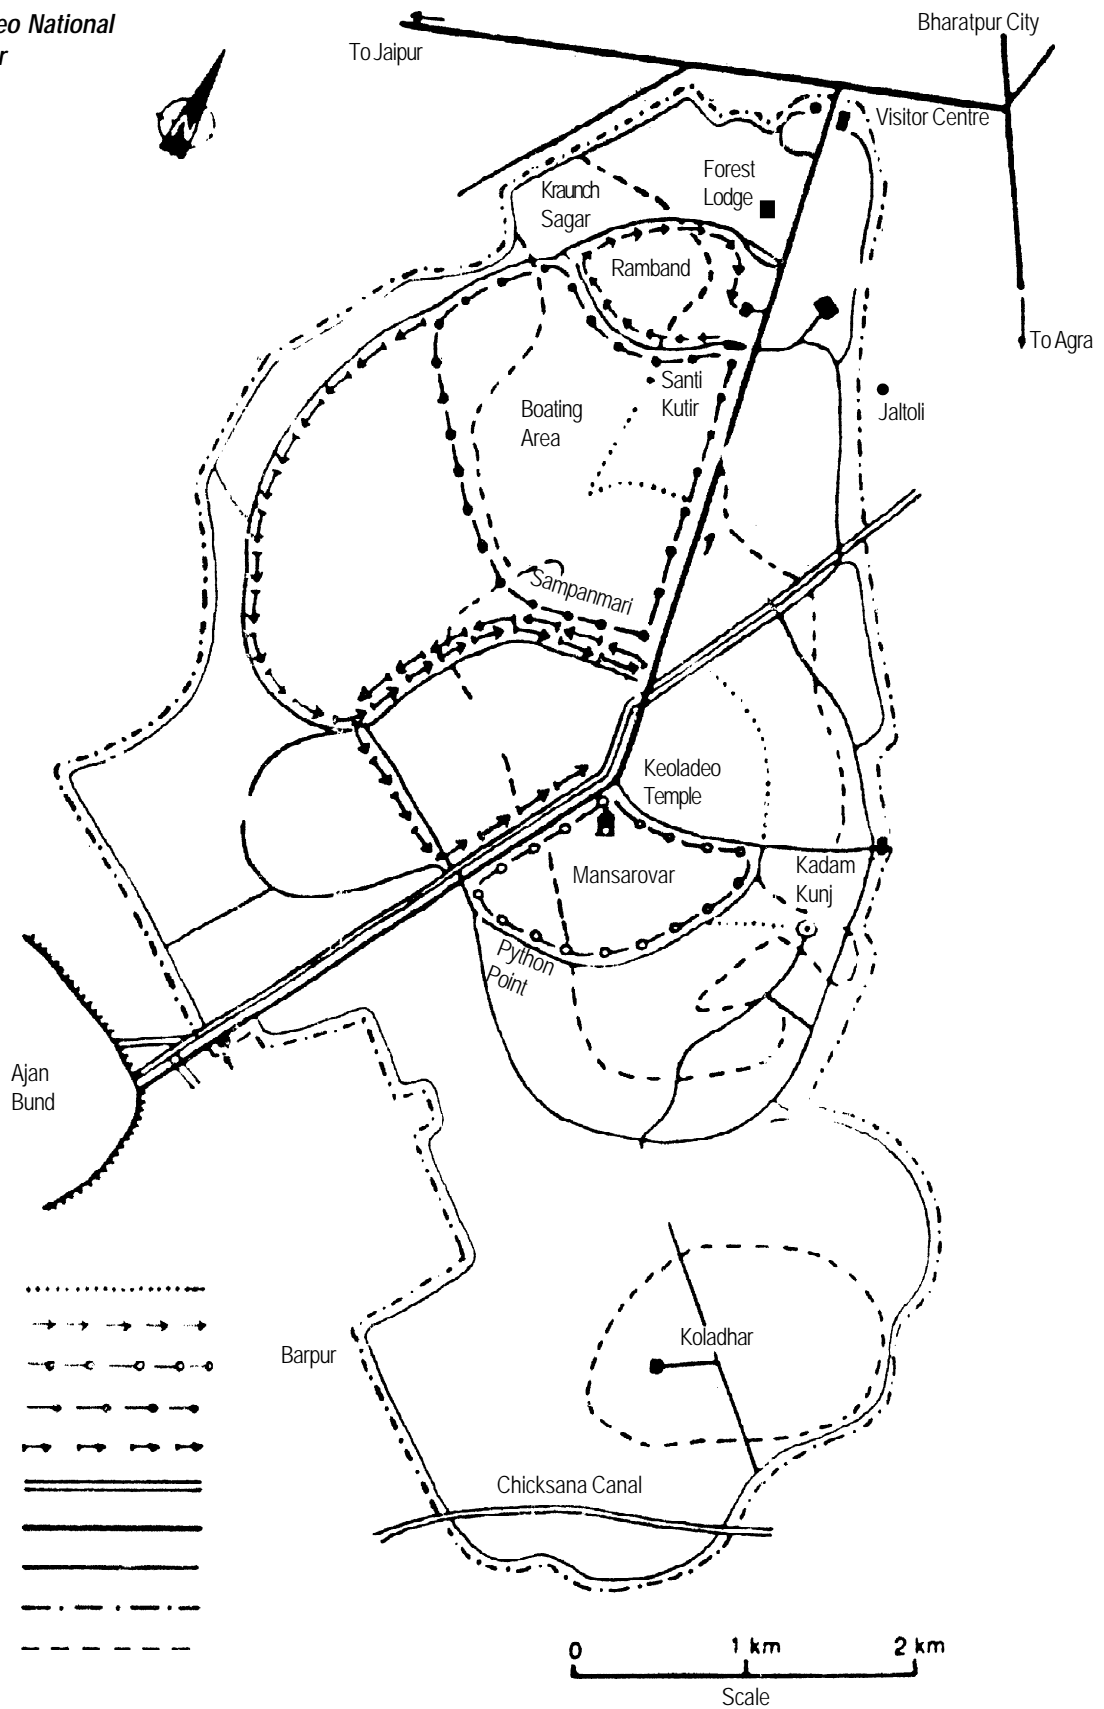 eo National
r
To Jaipur
Bharatpur City
Visitor Centre
Forest
Lodge
Kraunch
Sagar
Ramband
To Agra
Santi
Kutir
Jaltoli
Boating
Area
Sampanmari
Keoladeo
Temple
Mansarovar
Kadam
Kunj
Python
Point
Ajan
Bund
Koladhar
Barpur
Chicksana Canal
0 1 km 2 km
Scale